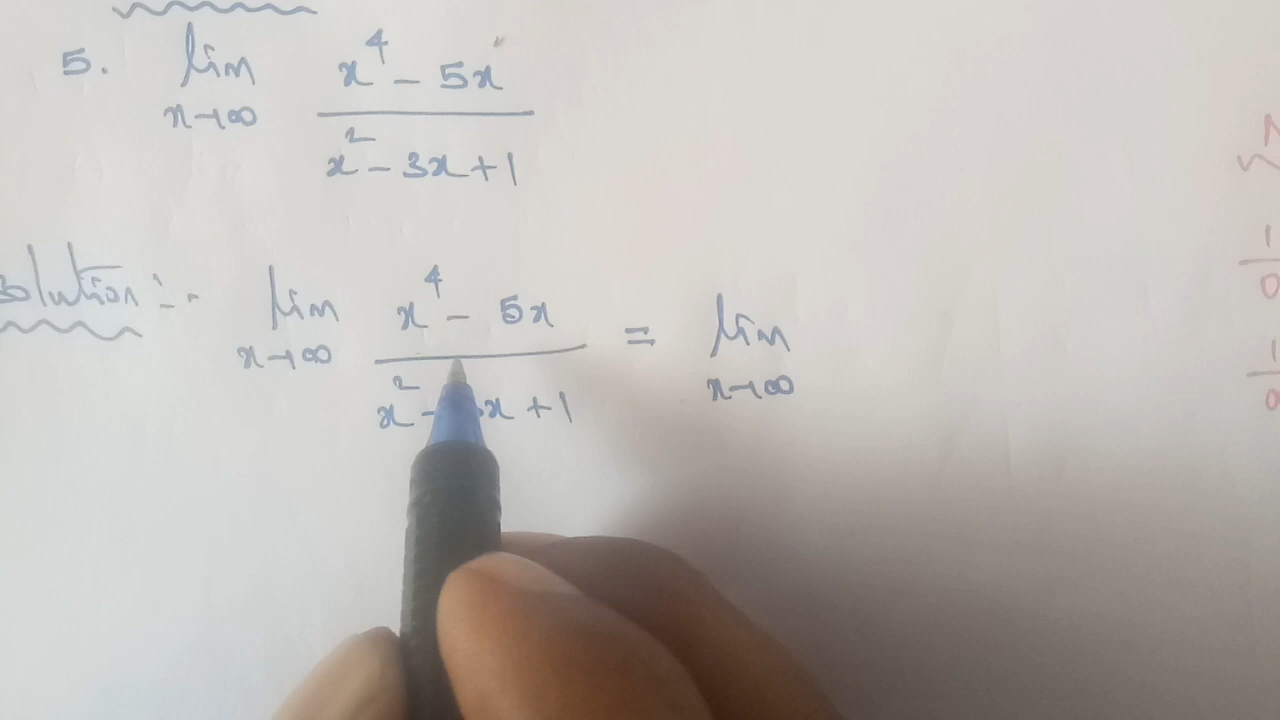 5. lim x→∞ x⁴ - 5x / x² - 3x + 1
Solution :- lim x→∞ x⁴ - 5x / x² - x + 1 = lim x→∞